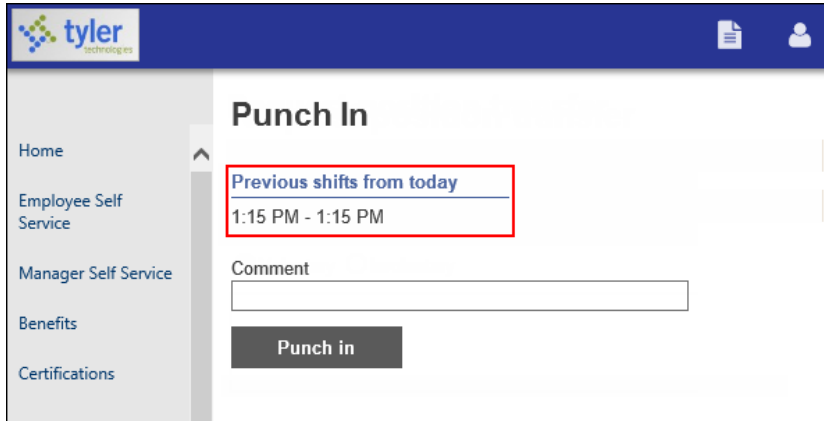 tyler
technologies
Home
Employee Self
Service
Manager Self Service
Benefits
Certifications
Punch In
Previous shifts from today
1:15 PM - 1:15 PM
Comment
Punch in